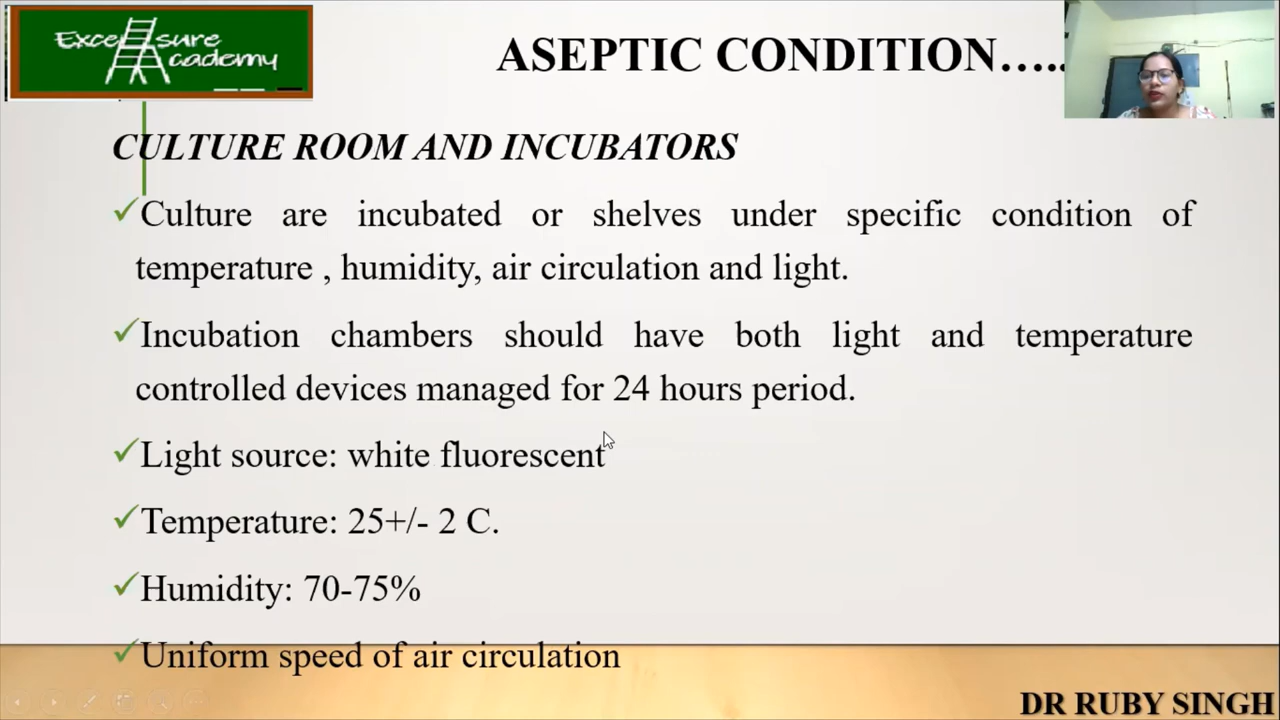 Excel sure
Academy
ASEPTIC CONDITION…..
CULTURE ROOM AND INCUBATORS
✓Culture are incubated or shelves under specific condition of
temperature , humidity, air circulation and light.
✓Incubation chambers should have both light and temperature
controlled devices managed for 24 hours period.
✓Light source: white fluorescent
✓Temperature: 25+/- 2 C.
✓Humidity: 70-75%
✓Uniform speed of air circulation
DR RUBY SINGH